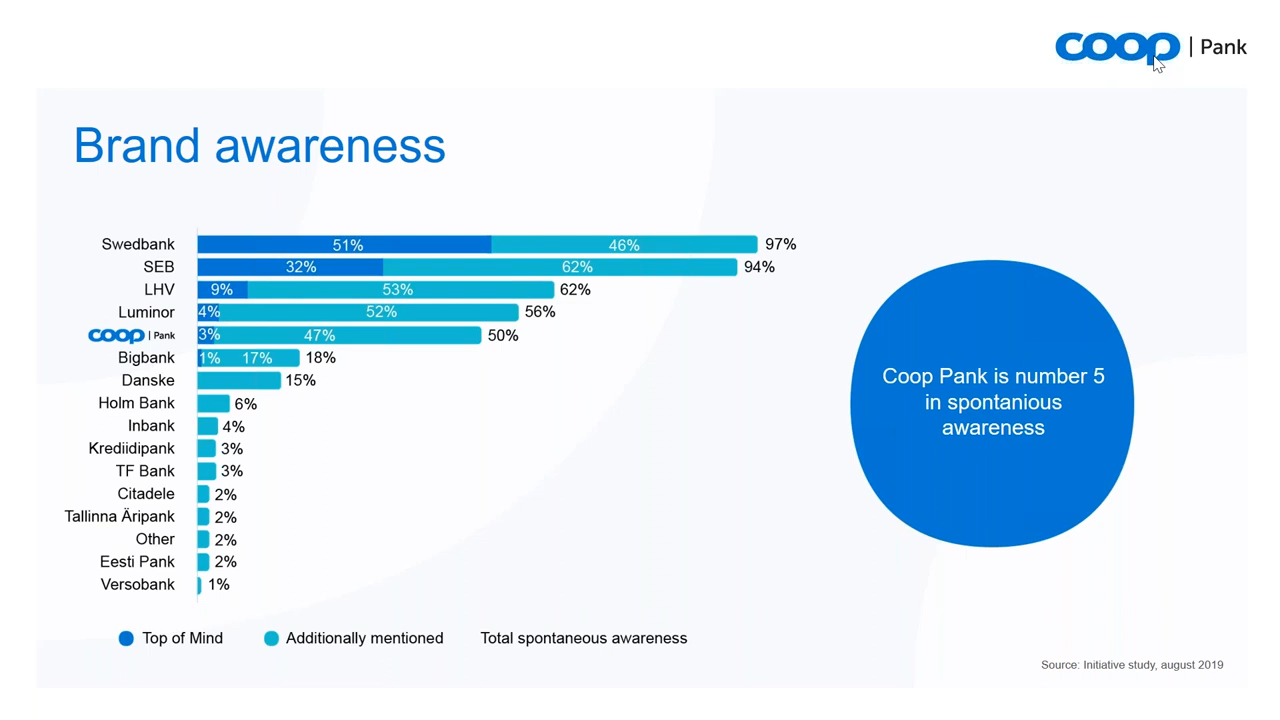 coop | Pank
Brand awareness
Swedbank 51% 46% 97%
SEB 32% 62% 94%
LHV 9% 53% 62%
Luminor 4% 52% 56%
coop | Pank 3% 47% 50%
Bigbank 1% 17% 18%
Danske 15%
Holm Bank 6%
Inbank 4%
Krediidipank 3%
TF Bank 3%
Citadele 2%
Tallinna Äripank 2%
Other 2%
Eesti Pank 2%
Versobank 1%
Coop Pank is number 5
in spontanious
awareness
Top of Mind Additionally mentioned Total spontaneous awareness
Source: Initiative study, august 2019